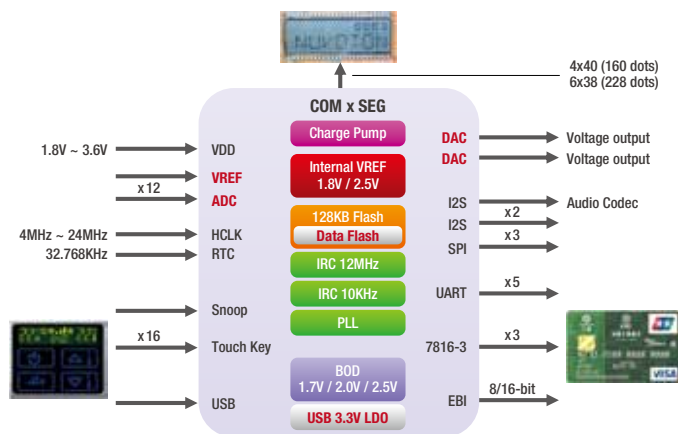 NUVOTON
4x40 (160 dots)
6x38 (228 dots)
COM x SEG
Charge Pump
Internal VREF
1.8V / 2.5V
128KB Flash
Data Flash
IRC 12MHz
IRC 10KHz
PLL
BOD
1.7V / 2.0V / 2.5V
USB 3.3V LDO
1.8V ~ 3.6V
VDD
VREF
x12
ADC
4MHz ~ 24MHz
HCLK
32.768KHz
RTC
Snoop
x16
Touch Key
USB
DAC
Voltage output
DAC
Voltage output
I2S
Audio Codec
x2
I2S
x3
SPI
UART
x5
7816-3
x3
EBI
8/16-bit
VISA